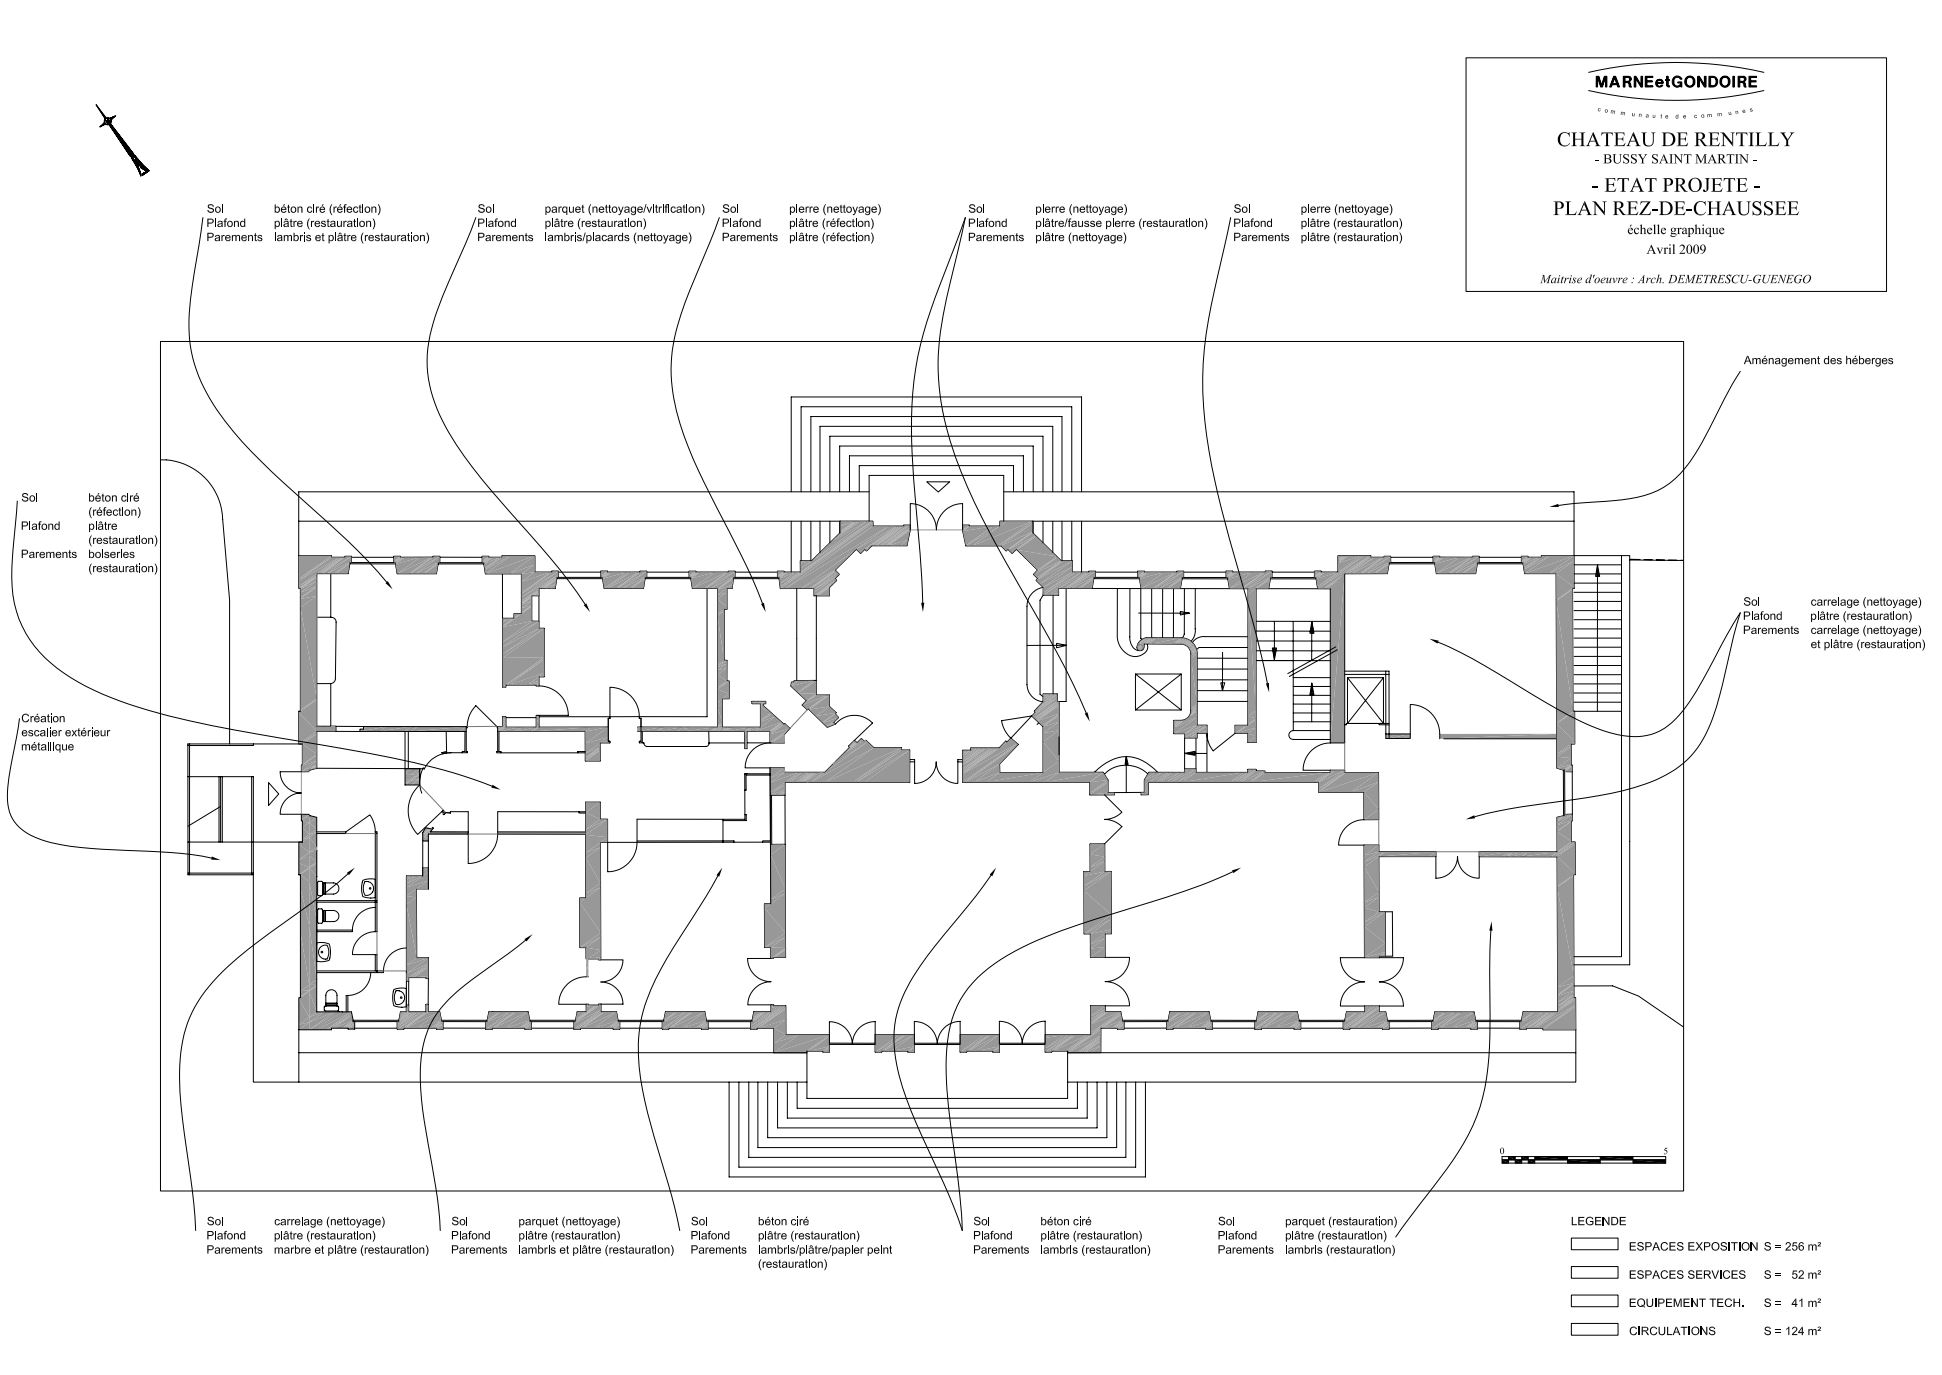 MARNEetGONDOIRE
communauté de communes
CHATEAU DE RENTILLY
- BUSSY SAINT MARTIN -
- ETAT PROJETE -
PLAN REZ-DE-CHAUSSEE
échelle graphique
Avril 2009
Maitrise d'oeuvre : Arch. DEMETRESCU-GUENEGO
Sol béton ciré (réfection)
Plafond plâtre (restauration)
Parements lambris et plâtre (restauration)
Sol parquet (nettoyage/vitrification)
Plafond plâtre (restauration)
Parements lambris/placards (nettoyage)
Sol pierre (nettoyage)
Plafond plâtre (réfection)
Parements plâtre (réfection)
Sol pierre (nettoyage)
Plafond plâtre/fausse pierre (restauration)
Parements plâtre (nettoyage)
Sol pierre (nettoyage)
Plafond plâtre (restauration)
Parements plâtre (restauration)
Aménagement des héberges
Sol béton ciré
(réfection)
Plafond plâtre
(restauration)
Parements boiseries
(restauration)
Sol carrelage (nettoyage)
Plafond plâtre (restauration)
Parements carrelage (nettoyage)
et plâtre (restauration)
Création
escalier extérieur
métallique
0 5
Sol carrelage (nettoyage)
Plafond plâtre (restauration)
Parements marbre et plâtre (restauration)
Sol parquet (nettoyage)
Plafond plâtre (restauration)
Parements lambris et plâtre (restauration)
Sol béton ciré
Plafond plâtre (restauration)
Parements lambris/plâtre/papier peint
(restauration)
Sol béton ciré
Plafond plâtre (restauration)
Parements lambris (restauration)
Sol parquet (restauration)
Plafond plâtre (restauration)
Parements lambris (restauration)
LEGENDE
ESPACES EXPOSITION S = 256 m²
ESPACES SERVICES S = 52 m²
EQUIPEMENT TECH. S = 41 m²
CIRCULATIONS S = 124 m²